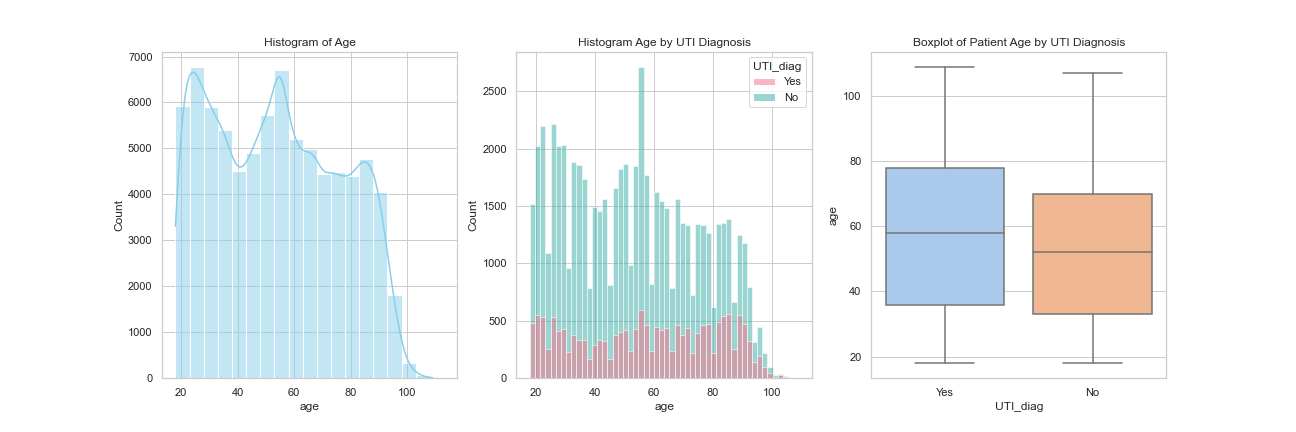 Histogram of Age
7000
6000
5000
4000
3000
2000
1000
0
Count
20
40
60
80
100
age
Histogram Age by UTI Diagnosis
UTI_diag
Yes
No
2500
2000
1500
1000
500
0
Count
20
40
60
80
100
age
Boxplot of Patient Age by UTI Diagnosis
100
80
60
40
20
age
Yes
No
UTI_diag